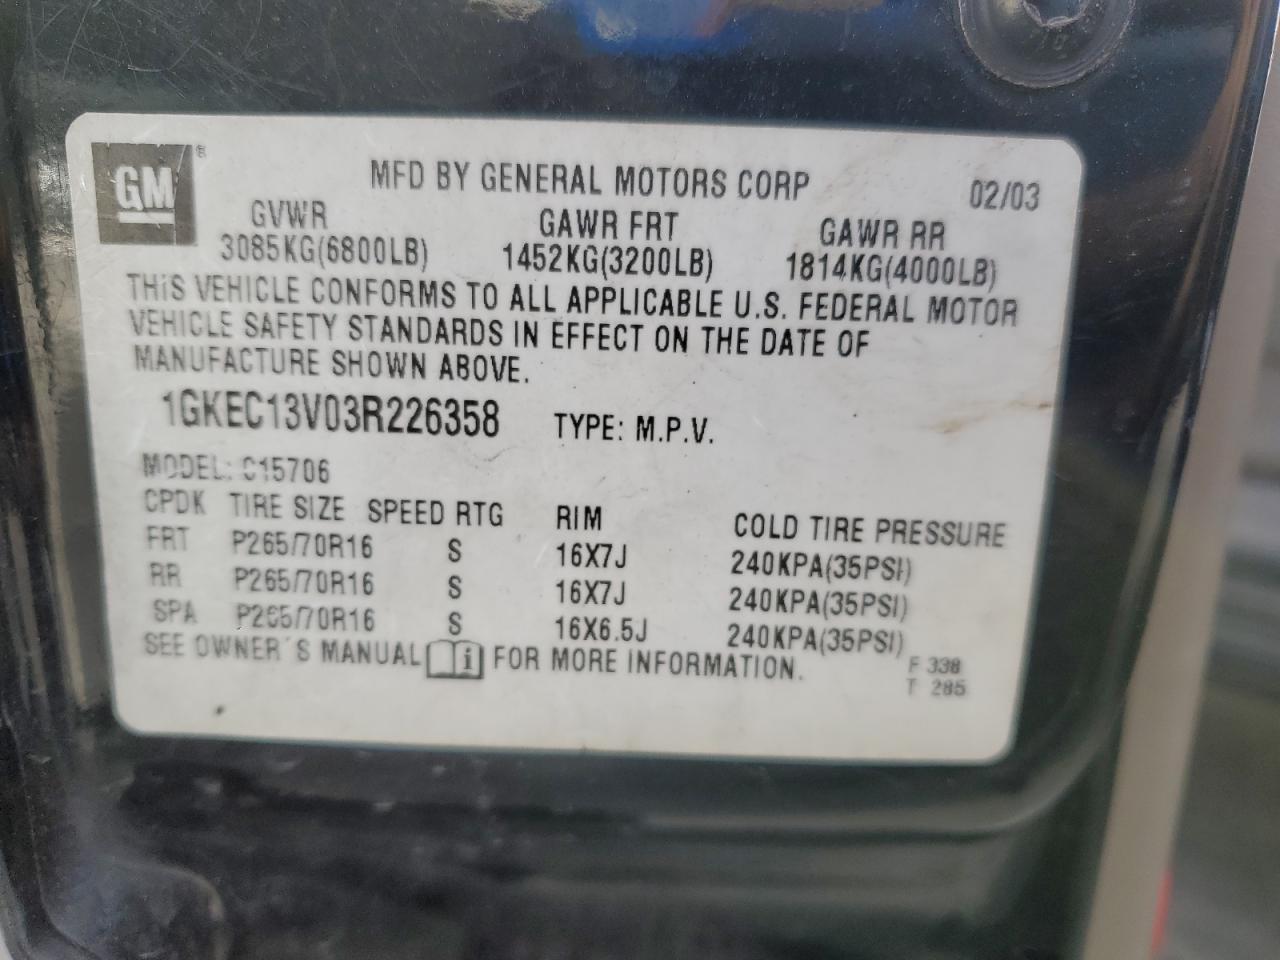 GM ®
MFD BY GENERAL MOTORS CORP 02/03
GVWR GAWR FRT GAWR RR
3085KG(6800LB) 1452KG(3200LB) 1814KG(4000LB)
THIS VEHICLE CONFORMS TO ALL APPLICABLE U.S. FEDERAL MOTOR
VEHICLE SAFETY STANDARDS IN EFFECT ON THE DATE OF
MANUFACTURE SHOWN ABOVE.
1GKEC13V03R226358 TYPE: M.P.V.
MODEL: C15706
CPDK TIRE SIZE SPEED RTG RIM COLD TIRE PRESSURE
FRT P265/70R16 S 16X7J 240KPA(35PSI)
RR P265/70R16 S 16X7J 240KPA(35PSI)
SPA P265/70R16 S 16X6.5J 240KPA(35PSI)
SEE OWNER´S MANUAL i FOR MORE INFORMATION.
F 338
T 285